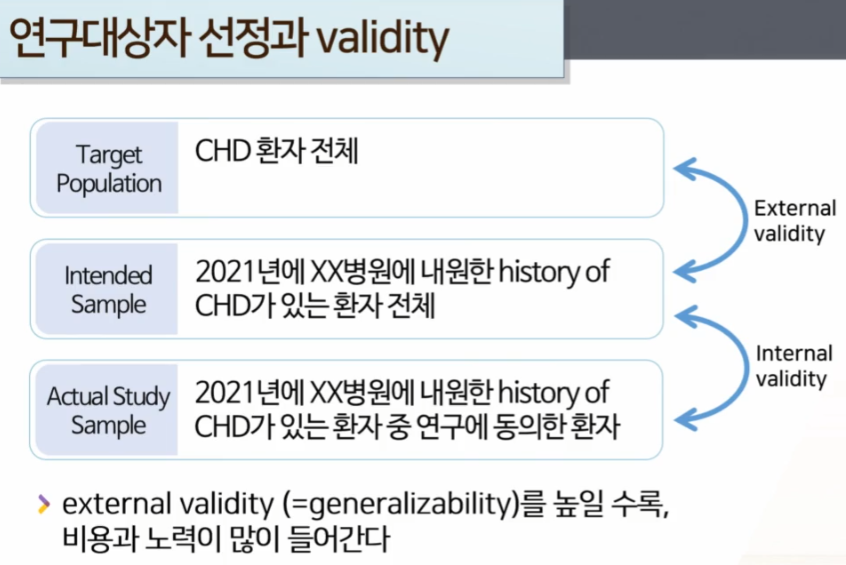 연구대상자 선정과 validity
Target
Population
CHD 환자 전체
External
validity
Intended
Sample
2021년에 XX병원에 내원한 history of
CHD가 있는 환자 전체
Internal
validity
Actual Study
Sample
2021년에 XX병원에 내원한 history of
CHD가 있는 환자 중 연구에 동의한 환자
external validity (=generalizability)를 높일 수록,
비용과 노력이 많이 들어간다